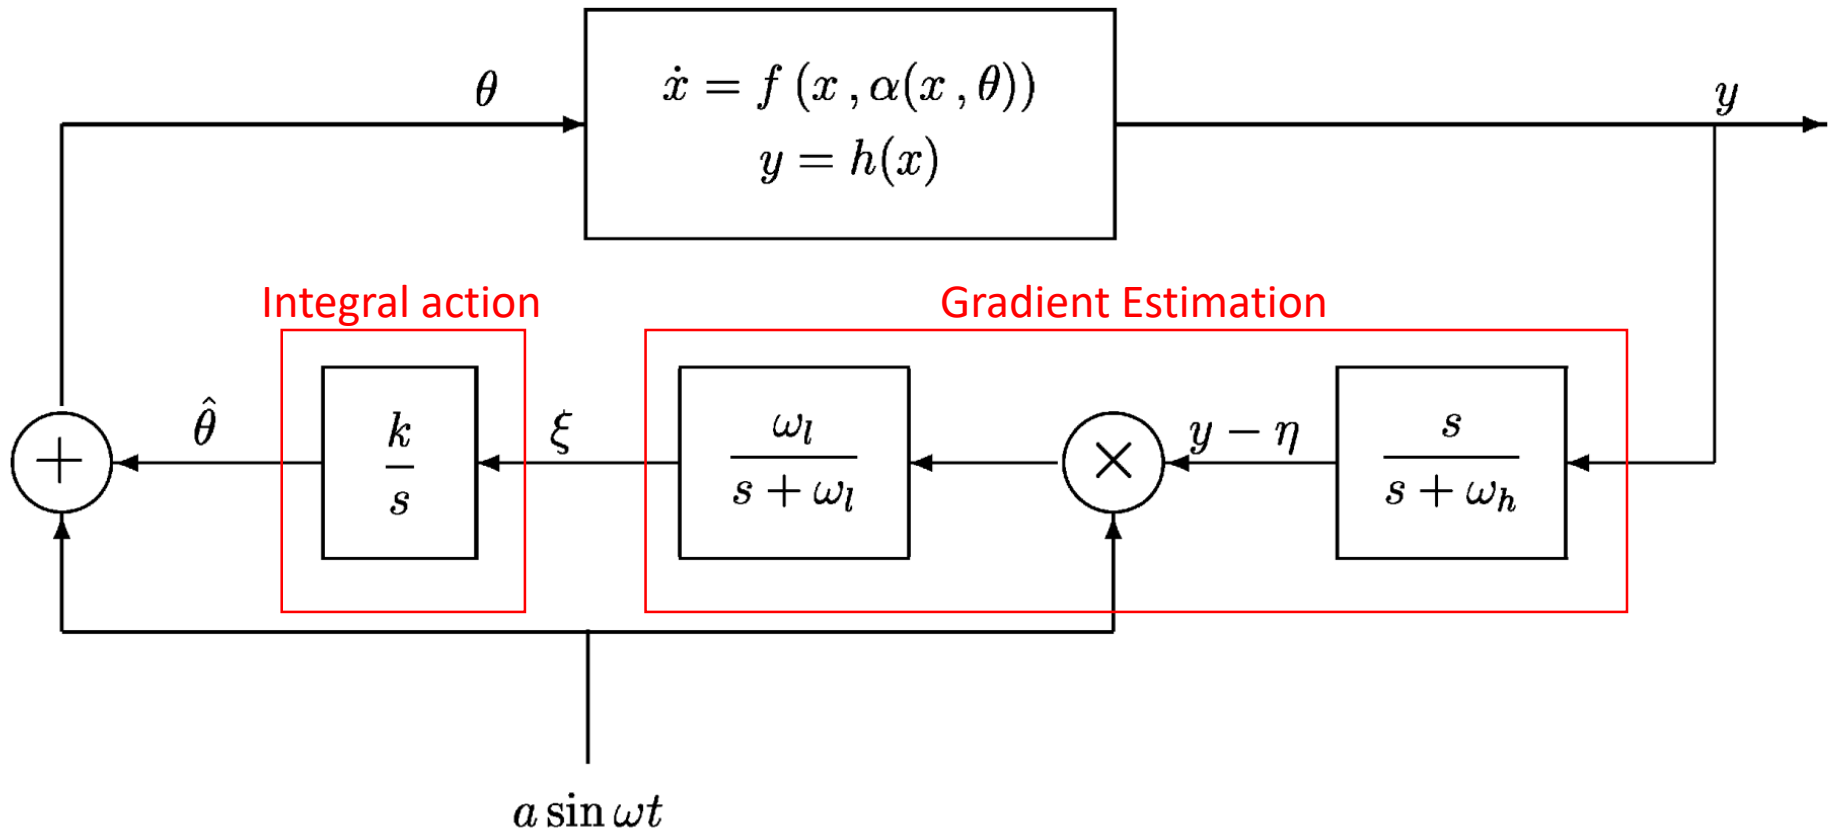 θ
ẋ = f (x , α(x , θ))
y = h(x)
y
Integral action
Gradient Estimation
+
θ̂
k
s
ξ
ω_l
s + ω_l
×
y − η
s
s + ω_h
a sin ωt